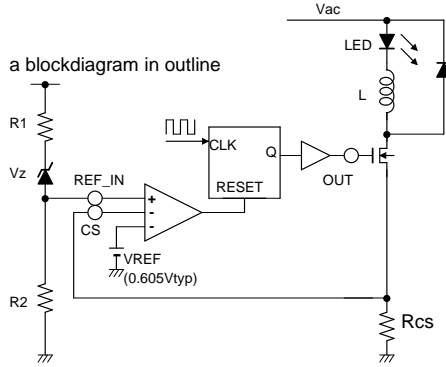 Vac
LED
a blockdiagram in outline
L
R1
CLK
Q
Vz
REF_IN
RESET
OUT
+
-
-
CS
VREF
(0.605Vtyp)
R2
Rcs